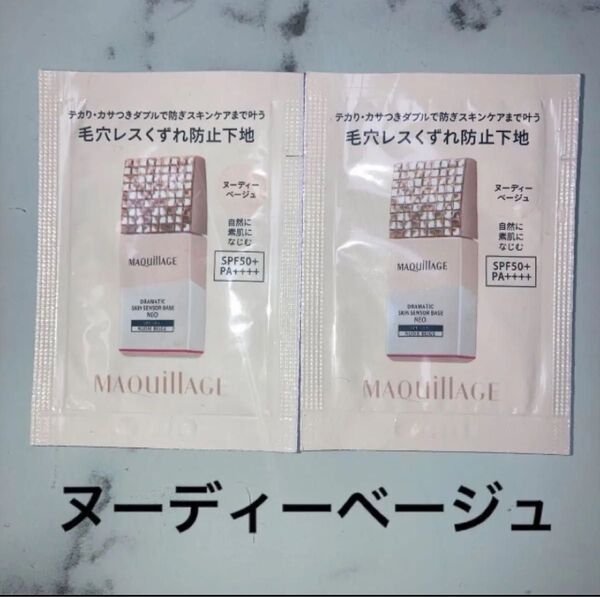 テカリ・カサつきダブルで防ぎスキンケアまで叶う
毛穴レスくずれ防止下地
ヌーディー
ベージュ
自然に
素肌に
なじむ
SPF50+
PA++++
MAQuillAGE
DRAMATIC
SKIN SENSOR BASE
NEO
NUDE BEIGE
MAQuillAGE
テカリ・カサつきダブルで防ぎスキンケアまで叶う
毛穴レスくずれ防止下地
ヌーディー
ベージュ
自然に
素肌に
なじむ
SPF50+
PA++++
MAQuillAGE
DRAMATIC
SKIN SENSOR BASE
NEO
NUDE BEIGE
MAQuillAGE
ヌーディーベージュ